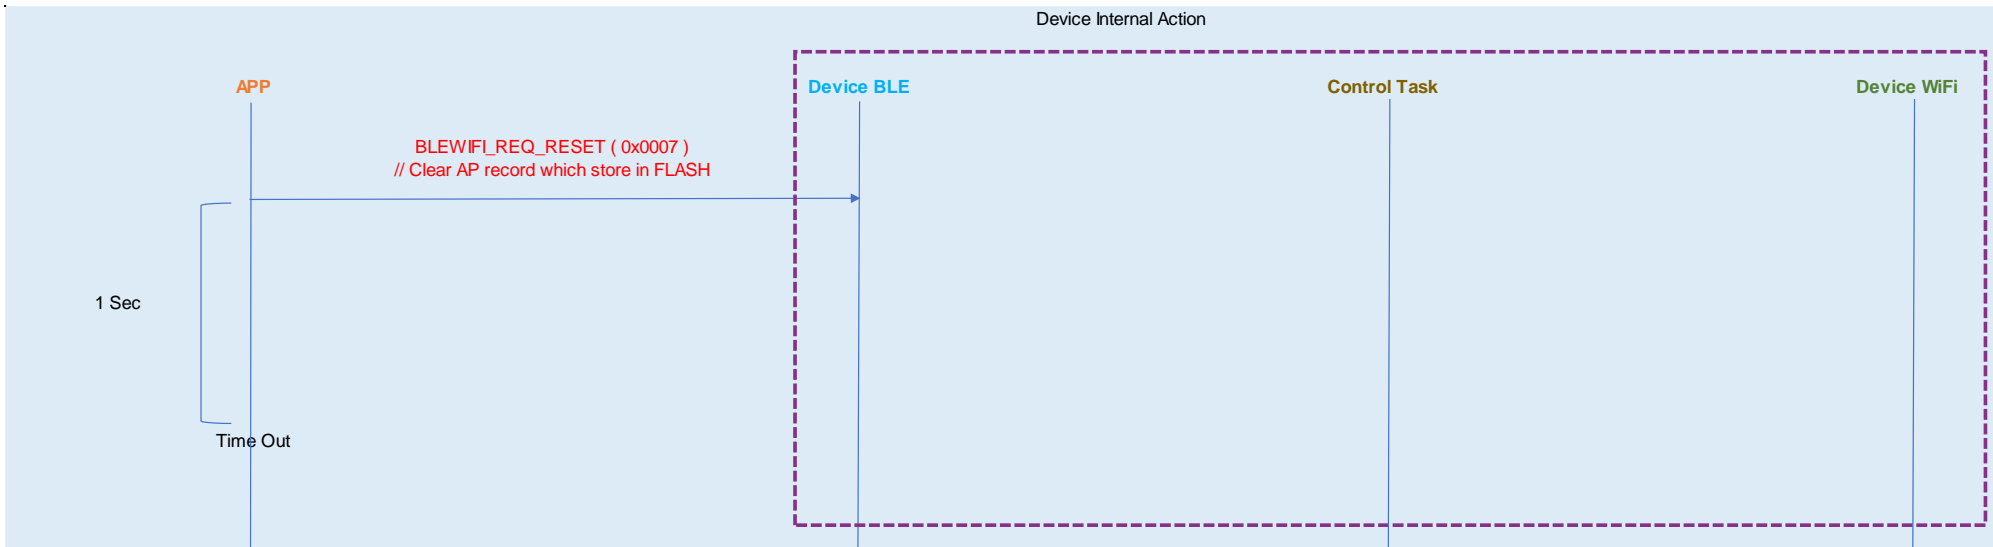 Device Internal Action
APP
Device BLE
Control Task
Device WiFi
BLEWIFI_REQ_RESET ( 0x0007 )
// Clear AP record which store in FLASH
1 Sec
Time Out